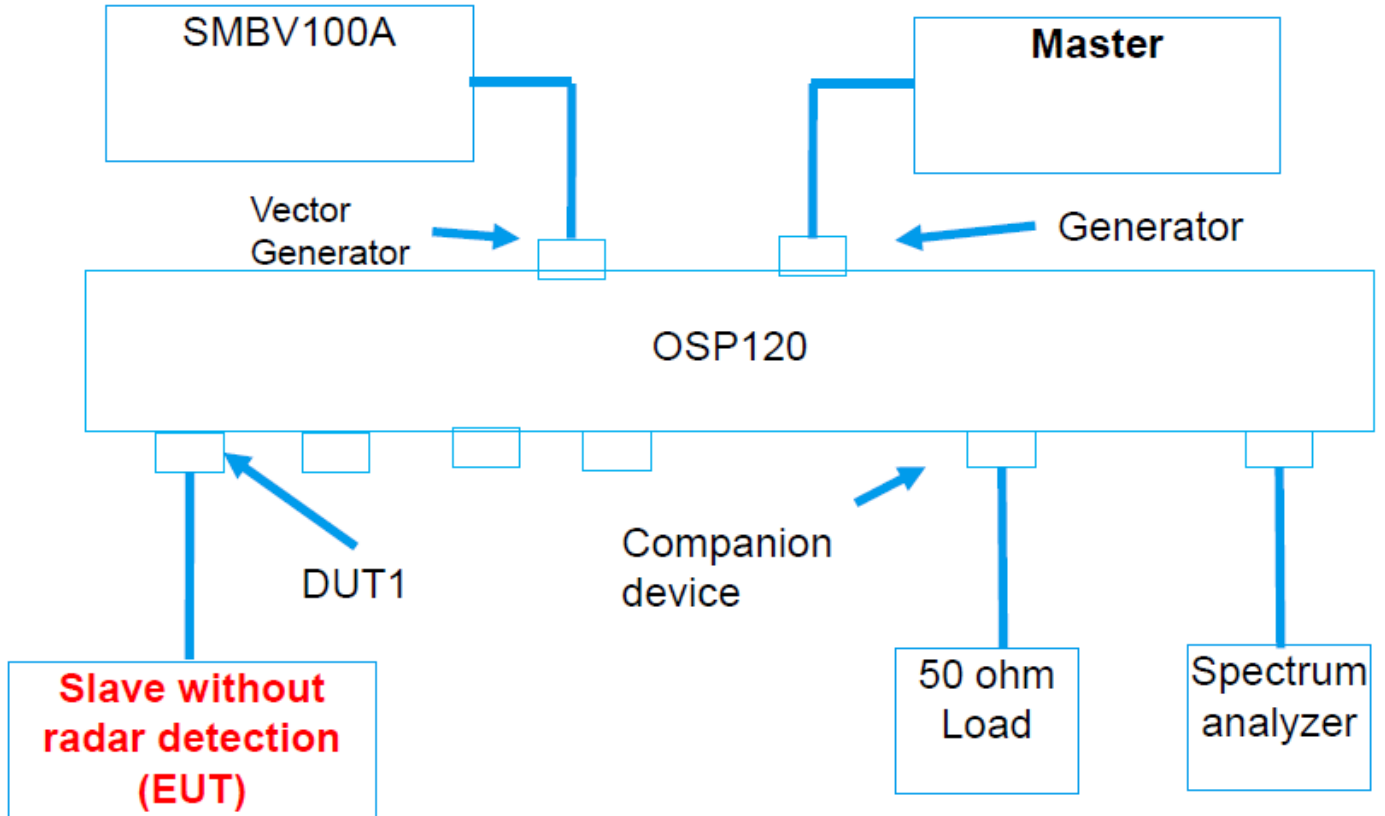 SMBV100A
Master
Vector
Generator
Generator
OSP120
DUT1
Companion
device
Slave without
radar detection
(EUT)
50 ohm
Load
Spectrum
analyzer